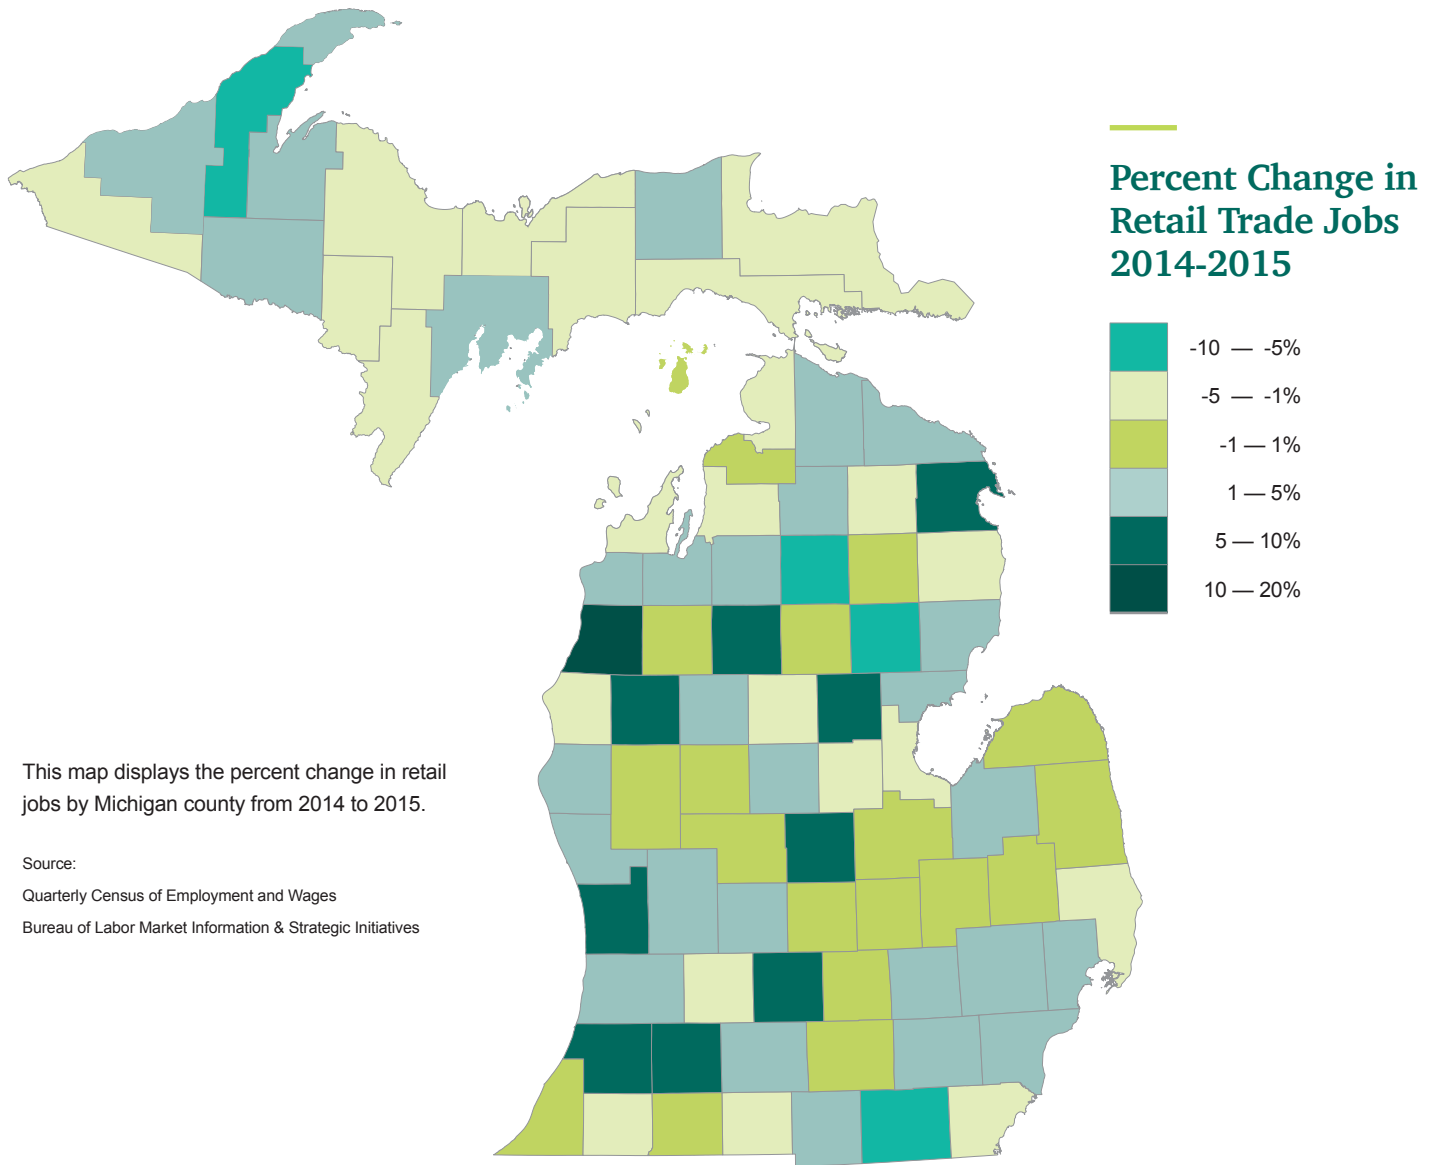 Percent Change in
Retail Trade Jobs
2014-2015
-10 — -5%
-5 — -1%
-1 — 1%
1 — 5%
5 — 10%
10 — 20%
This map displays the percent change in retail
jobs by Michigan county from 2014 to 2015.
Source:
Quarterly Census of Employment and Wages
Bureau of Labor Market Information & Strategic Initiatives